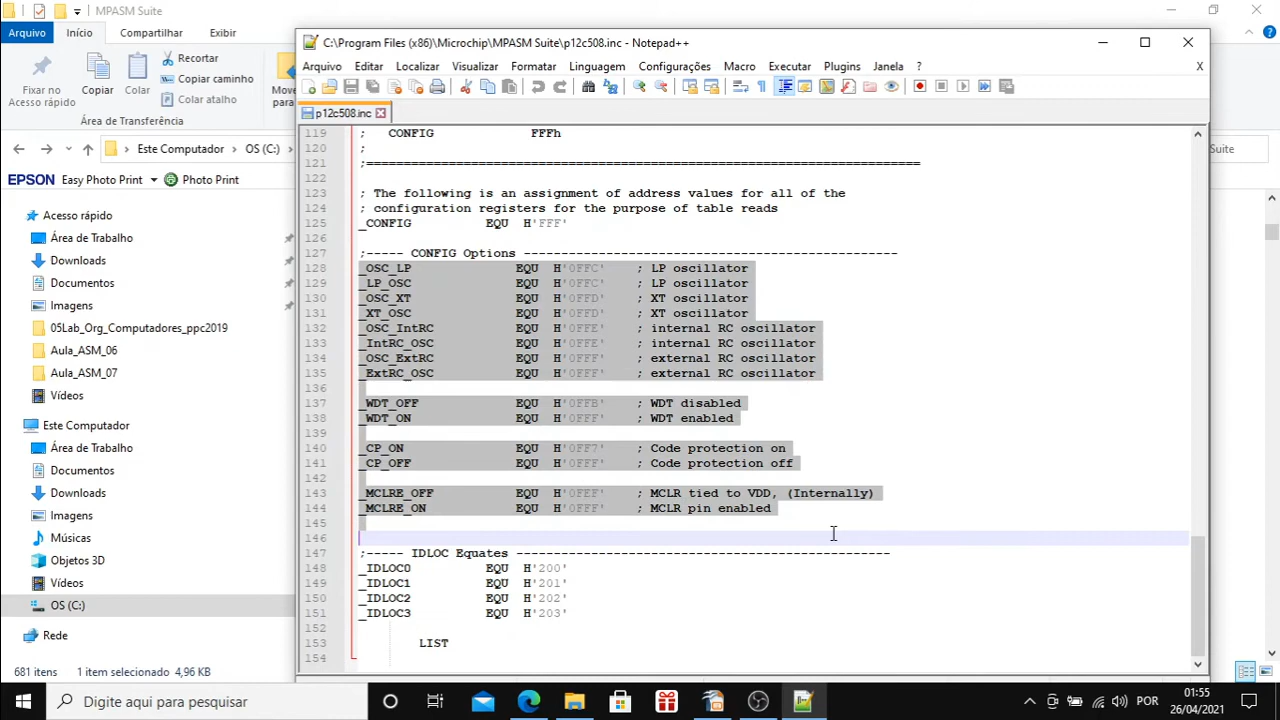 MPASM Suite
Arquivo Início Compartilhar Exibir
Fixar no Acesso rápido
Copiar
Colar
Recortar
Copiar caminho
Colar atalho
Move para
Área de Transferência
Este Computador OS (C:) Suite
EPSON Easy Photo Print Photo Print
Acesso rápido
Área de Trabalho
Downloads
Documentos
Imagens
05Lab_Org_Computadores_ppc2019
Aula_ASM_06
Aula_ASM_07
Vídeos
Este Computador
Área de Trabalho
Documentos
Downloads
Imagens
Músicas
Objetos 3D
Vídeos
OS (C:)
Rede
681 itens 1 item selecionado 4,96 KB
C:\Program Files (x86)\Microchip\MPASM Suite\p12c508.inc - Notepad++
Arquivo Editar Localizar Visualizar Formatar Linguagem Configurações Macro Executar Plugins Janela ? X
p12c508.inc
119 ; CONFIG FFFh
120 ;
121 ;==========================================================================
122
123 ; The following is an assignment of address values for all of the
124 ; configuration registers for the purpose of table reads
125 _CONFIG EQU H'FFF'
126
127 ;----- CONFIG Options --------------------------------------------------
128 _OSC_LP EQU H'0FFC' ; LP oscillator
129 _LP_OSC EQU H'0FFC' ; LP oscillator
130 _OSC_XT EQU H'0FFD' ; XT oscillator
131 _XT_OSC EQU H'0FFD' ; XT oscillator
132 _OSC_IntRC EQU H'0FFE' ; internal RC oscillator
133 _IntRC_OSC EQU H'0FFE' ; internal RC oscillator
134 _OSC_ExtRC EQU H'0FFF' ; external RC oscillator
135 _ExtRC_OSC EQU H'0FFF' ; external RC oscillator
136
137 _WDT_OFF EQU H'0FFB' ; WDT disabled
138 _WDT_ON EQU H'0FFF' ; WDT enabled
139
140 _CP_ON EQU H'0FF7' ; Code protection on
141 _CP_OFF EQU H'0FFF' ; Code protection off
142
143 _MCLRE_OFF EQU H'0FEF' ; MCLR tied to VDD, (Internally)
144 _MCLRE_ON EQU H'0FFF' ; MCLR pin enabled
145
146
147 ;----- IDLOC Equates --------------------------------------------------
148 _IDLOC0 EQU H'200'
149 _IDLOC1 EQU H'201'
150 _IDLOC2 EQU H'202'
151 _IDLOC3 EQU H'203'
152
153 LIST
154
Digite aqui para pesquisar
POR
01:55
26/04/2021